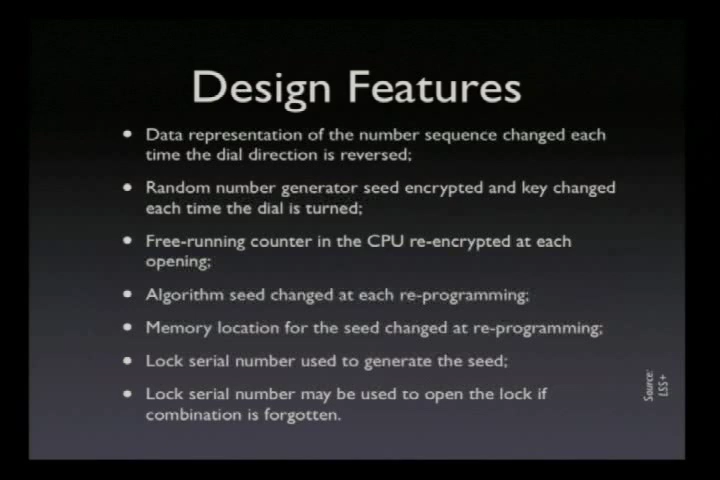 Design Features
• Data representation of the number sequence changed each
time the dial direction is reversed;
• Random number generator seed encrypted and key changed
each time the dial is turned;
• Free-running counter in the CPU re-encrypted at each
opening;
• Algorithm seed changed at each re-programming;
• Memory location for the seed changed at re-programming;
• Lock serial number used to generate the seed;
• Lock serial number may be used to open the lock if
combination is forgotten.
Source:
LSS+